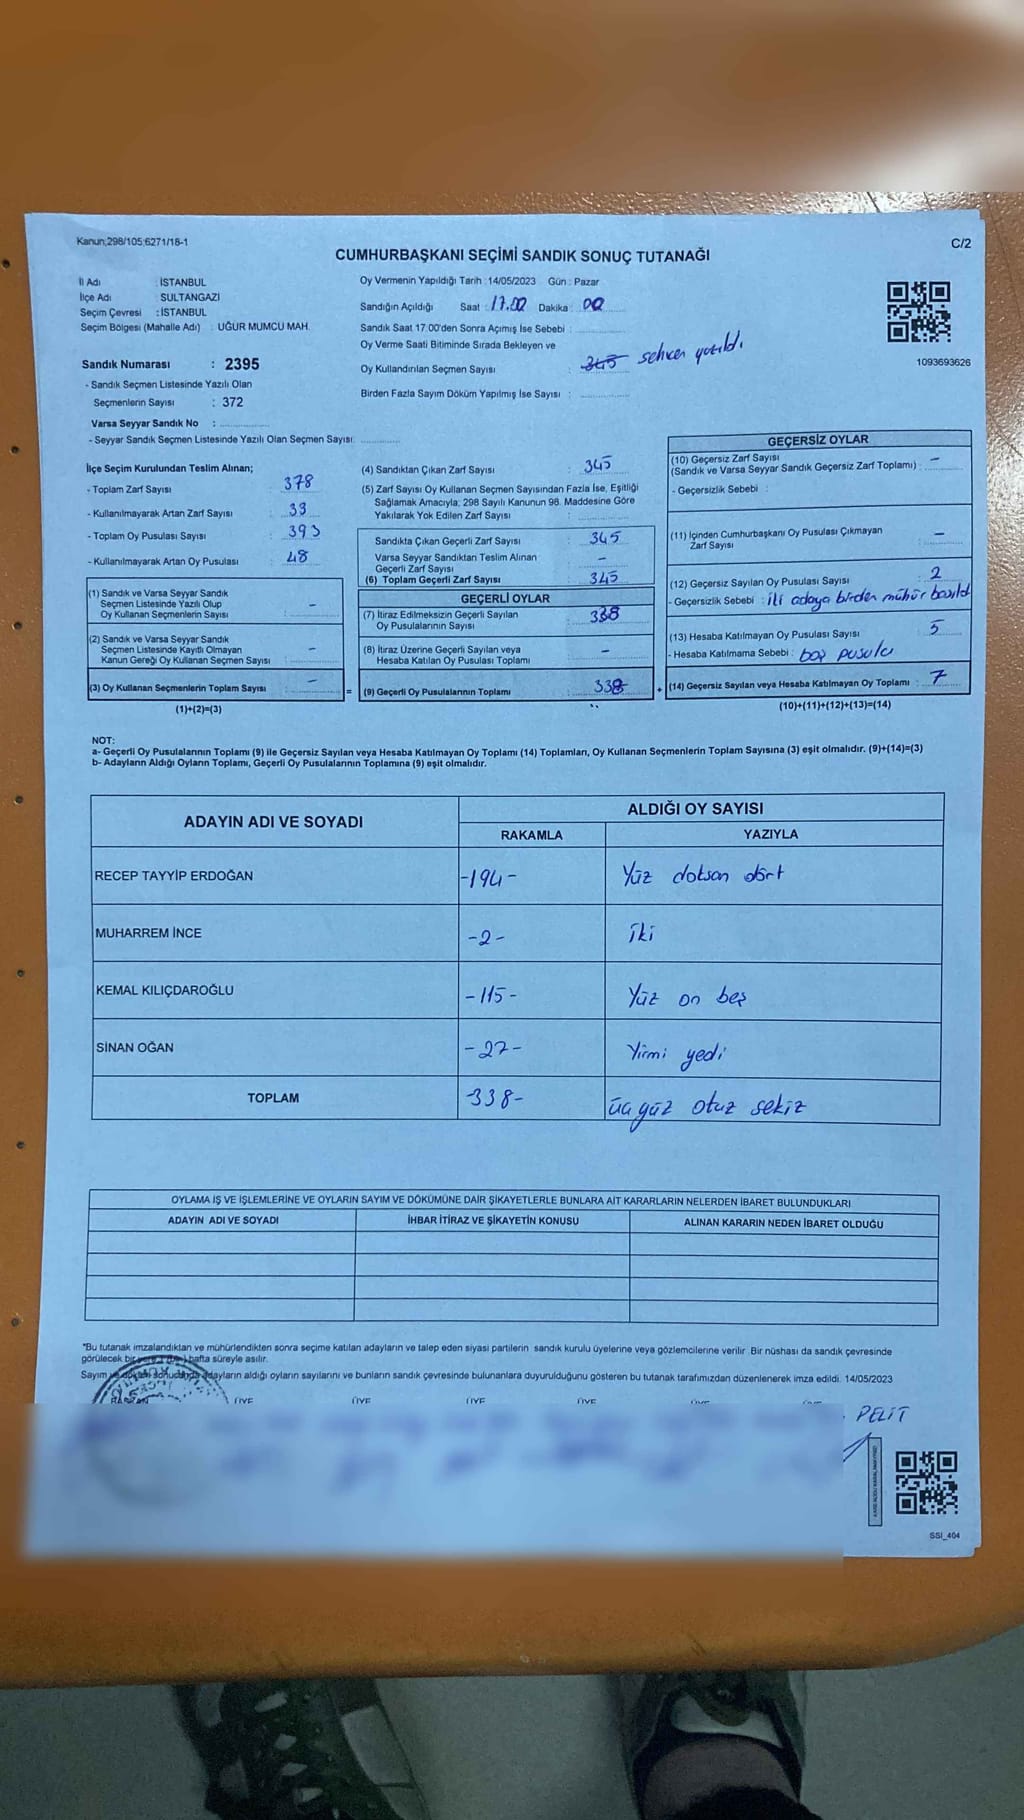 Kanun;298/105;6271/18-1
C/2
CUMHURBAŞKANI SEÇİMİ SANDIK SONUÇ TUTANAĞI
İl Adı : İSTANBUL
İlçe Adı : SULTANGAZİ
Seçim Çevresi : İSTANBUL
Seçim Bölgesi (Mahalle Adı) : UĞUR MUMCU MAH.
Sandık Numarası : 2395
- Sandık Seçmen Listesinde Yazılı Olan
Seçmenlerin Sayısı : 372
Varsa Seyyar Sandık No :
- Seyyar Sandık Seçmen Listesinde Yazılı Olan Seçmen Sayısı:
Oy Vermenin Yapıldığı Tarih : 14/05/2023 Gün : Pazar
Sandığın Açıldığı Saat : 17.00 Dakika : 00
Sandık Saat 17.00'den Sonra Açımış İse Sebebi :
Oy Verme Saati Bitiminde Sırada Bekleyen ve
Oy Kullandırılan Seçmen Sayısı : 345 sehven yazıldı
Birden Fazla Sayım Döküm Yapılmış İse Sayısı :
1093693626
İlçe Seçim Kurulundan Teslim Alınan;
- Toplam Zarf Sayısı 378
- Kullanılmayarak Artan Zarf Sayısı 33
- Toplam Oy Pusulası Sayısı 393
- Kullanılmayarak Artan Oy Pusulası 48
(1) Sandık ve Varsa Seyyar Sandık
Seçmen Listesinde Yazılı Olup
Oy Kullanan Seçmenlerin Sayısı -
(2) Sandık ve Varsa Seyyar Sandık
Seçmen Listesinde Kayıtlı Olmayan
Kanun Gereği Oy Kullanan Seçmen Sayısı -
(3) Oy Kullanan Seçmenlerin Toplam Sayısı -
(1)+(2)=(3)
=
(4) Sandıktan Çıkan Zarf Sayısı : 345
(5) Zarf Sayısı Oy Kullanan Seçmen Sayısından Fazla İse, Eşitliği
Sağlamak Amacıyla; 298 Sayılı Kanunun 98. Maddesine Göre
Yakılarak Yok Edilen Zarf Sayısı :
Sandıkta Çıkan Geçerli Zarf Sayısı 345
Varsa Seyyar Sandıktan Teslim Alınan
Geçerli Zarf Sayısı -
(6) Toplam Geçerli Zarf Sayısı 345
GEÇERLİ OYLAR
(7) İtiraz Edilmeksizin Geçerli Sayılan
Oy Pusulalarının Sayısı 338
(8) İtiraz Üzerine Geçerli Sayılan veya
Hesaba Katılan Oy Pusulası Toplamı -
(9) Geçerli Oy Pusulalarının Toplamı 338
+
GEÇERSİZ OYLAR
(10) Geçersiz Zarf Sayısı
(Sandık ve Varsa Seyyar Sandık Geçersiz Zarf Toplamı) : -
- Geçersizlik Sebebi :
(11) İçinden Cumhurbaşkanı Oy Pusulası Çıkmayan
Zarf Sayısı -
(12) Geçersiz Sayılan Oy Pusulası Sayısı 2
- Geçersizlik Sebebi : iki adaya birden mühür basıldı
(13) Hesaba Katılmayan Oy Pusulası Sayısı 5
- Hesaba Katılmama Sebebi : boş pusula
(14) Geçersiz Sayılan veya Hesaba Katılmayan Oy Toplamı : 7
(10)+(11)+(12)+(13)=(14)
NOT:
a- Geçerli Oy Pusulalarının Toplamı (9) ile Geçersiz Sayılan veya Hesaba Katılmayan Oy Toplamı (14) Toplamları, Oy Kullanan Seçmenlerin Toplam Sayısına (3) eşit olmalıdır. (9)+(14)=(3)
b- Adayların Aldığı Oyların Toplamı, Geçerli Oy Pusulalarının Toplamına (9) eşit olmalıdır.
ADAYIN ADI VE SOYADI
ALDIĞI OY SAYISI
RAKAMLA YAZIYLA
RECEP TAYYİP ERDOĞAN -194- Yüz doksan dört
MUHARREM İNCE -2- iki
KEMAL KILIÇDAROĞLU -115- Yüz on beş
SİNAN OĞAN -27- Yirmi yedi
TOPLAM -338- üç yüz otuz sekiz
OYLAMA İŞ VE İŞLEMLERİNE VE OYLARIN SAYIM VE DÖKÜMÜNE DAİR ŞİKAYETLERLE BUNLARA AİT KARARLARIN NELERDEN İBARET BULUNDUKLARI
ADAYIN ADI VE SOYADI İHBAR İTİRAZ VE ŞİKAYETİN KONUSU ALINAN KARARIN NEDEN İBARET OLDUĞU
*Bu tutanak imzalandıktan ve mühürlendikten sonra seçime katılan adayların ve talep eden siyasi partilerin sandık kurulu üyelerine veya gözlemcilerine verilir. Bir nüshası da sandık çevresinde
görülecek bir yere hafta süreyle asılır.
Sayım ve sonucunda adayların aldığı oyların sayılarını ve bunların sandık çevresinde bulunanlara duyurulduğunu gösteren bu tutanak tarafımızdan düzenlenerek imza edildi. 14/05/2023
BAŞKAN ÜYE ÜYE ÜYE ÜYE ÜYE
PELİT
SSI_404